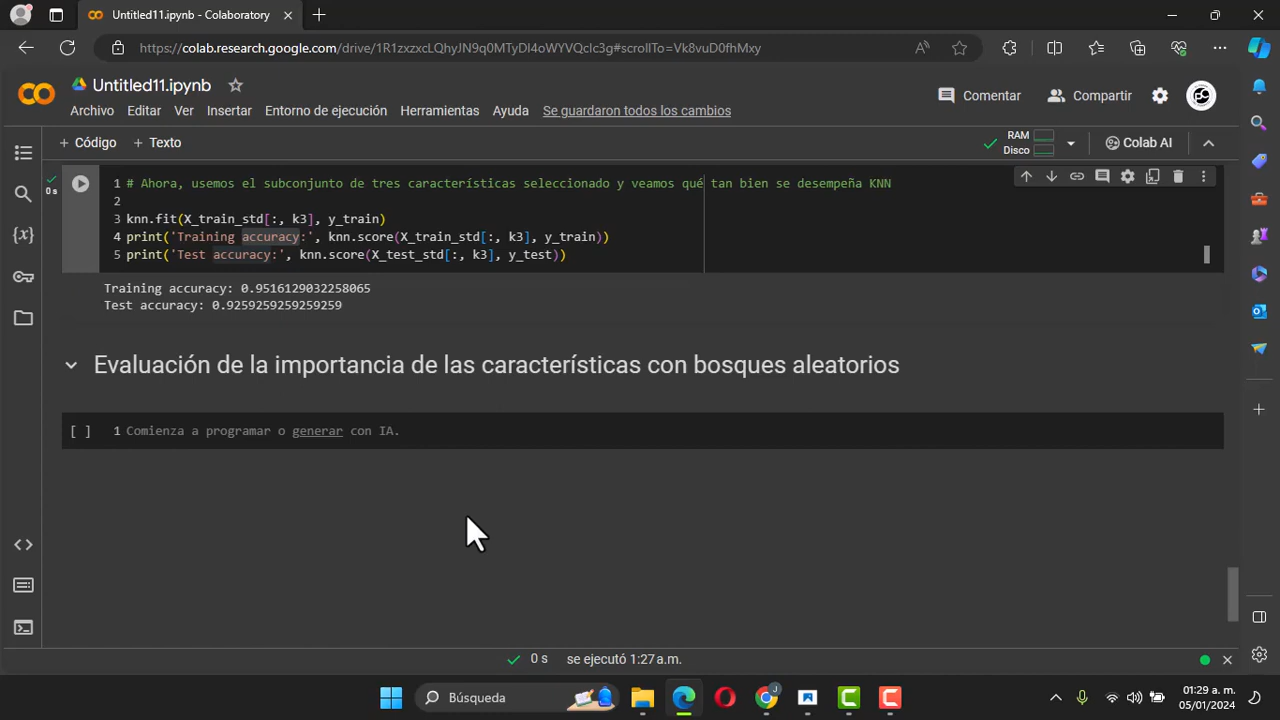 Untitled11.ipynb - Colaboratory
https://colab.research.google.com/drive/1R1zxzxcLQhyJN9q0MTyDl4oWYVQclc3g#scrollTo=Vk8vuD0fhMxy
Untitled11.ipynb
Comentar
Compartir
Archivo Editar Ver Insertar Entorno de ejecución Herramientas Ayuda Se guardaron todos los cambios
+ Código + Texto
RAM
Disco
Colab AI
0 s
1 # Ahora, usemos el subconjunto de tres características seleccionado y veamos qué tan bien se desempeña KNN
2
3 knn.fit(X_train_std[:, k3], y_train)
4 print('Training accuracy:', knn.score(X_train_std[:, k3], y_train))
5 print('Test accuracy:', knn.score(X_test_std[:, k3], y_test))
Training accuracy: 0.9516129032258065
Test accuracy: 0.9259259259259259
Evaluación de la importancia de las características con bosques aleatorios
[ ] 1 Comienza a programar o generar con IA.
0 s se ejecutó 1:27 a.m.
Búsqueda
01:29 a. m.
05/01/2024